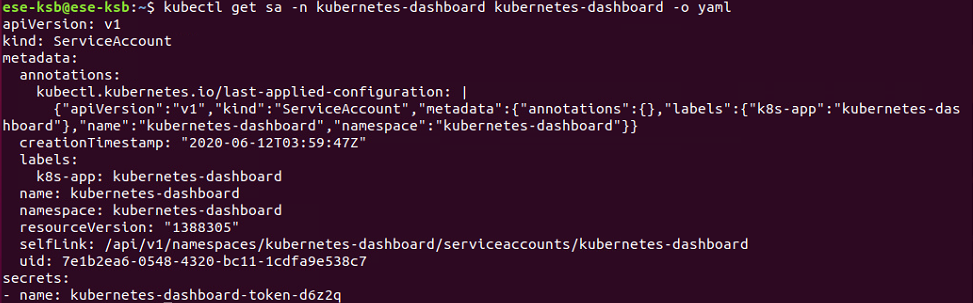 ese-ksb@ese-ksb:~$ kubectl get sa -n kubernetes-dashboard kubernetes-dashboard -o yaml
apiVersion: v1
kind: ServiceAccount
metadata:
  annotations:
    kubectl.kubernetes.io/last-applied-configuration: |
      {"apiVersion":"v1","kind":"ServiceAccount","metadata":{"annotations":{},"labels":{"k8s-app":"kubernetes-das
hboard"},"name":"kubernetes-dashboard","namespace":"kubernetes-dashboard"}}
  creationTimestamp: "2020-06-12T03:59:47Z"
  labels:
    k8s-app: kubernetes-dashboard
  name: kubernetes-dashboard
  namespace: kubernetes-dashboard
  resourceVersion: "1388305"
  selfLink: /api/v1/namespaces/kubernetes-dashboard/serviceaccounts/kubernetes-dashboard
  uid: 7e1b2ea6-0548-4320-bc11-1cdfa9e538c7
secrets:
- name: kubernetes-dashboard-token-d6z2q